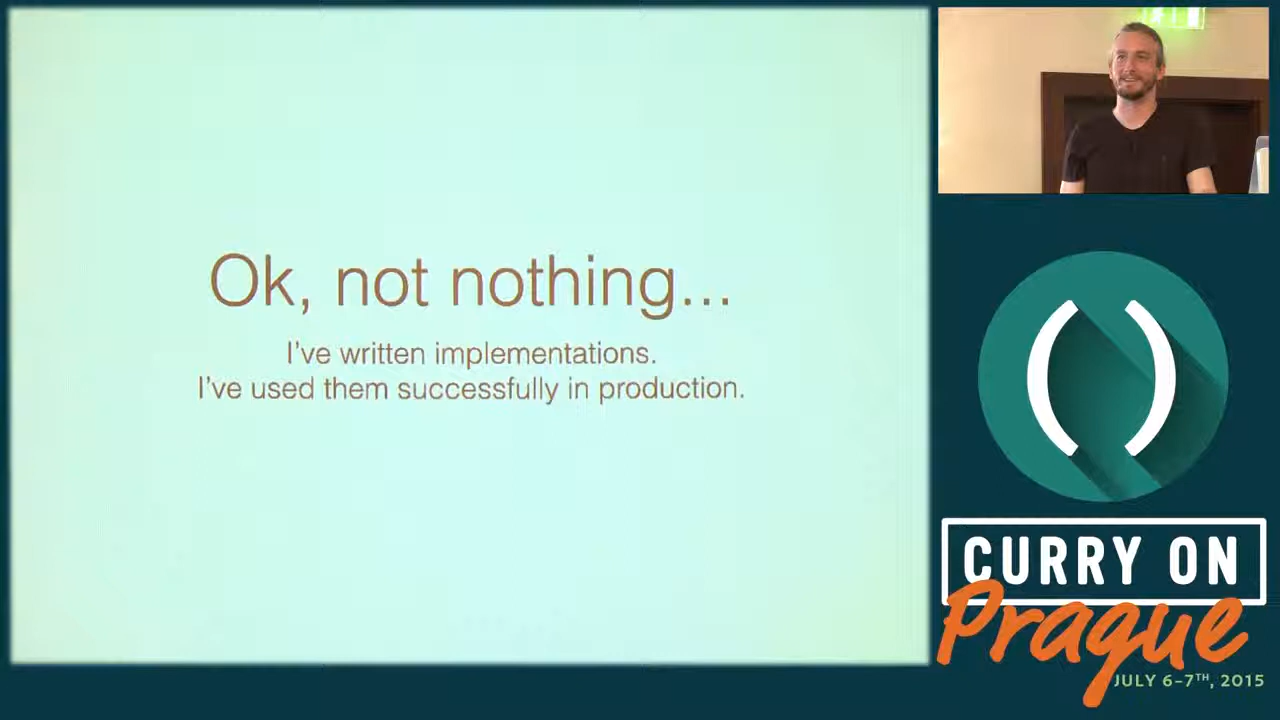 Ok, not nothing...
I've written implementations.
I've used them successfully in production.
()
CURRY ON
Prague
JULY 6-7TH, 2015